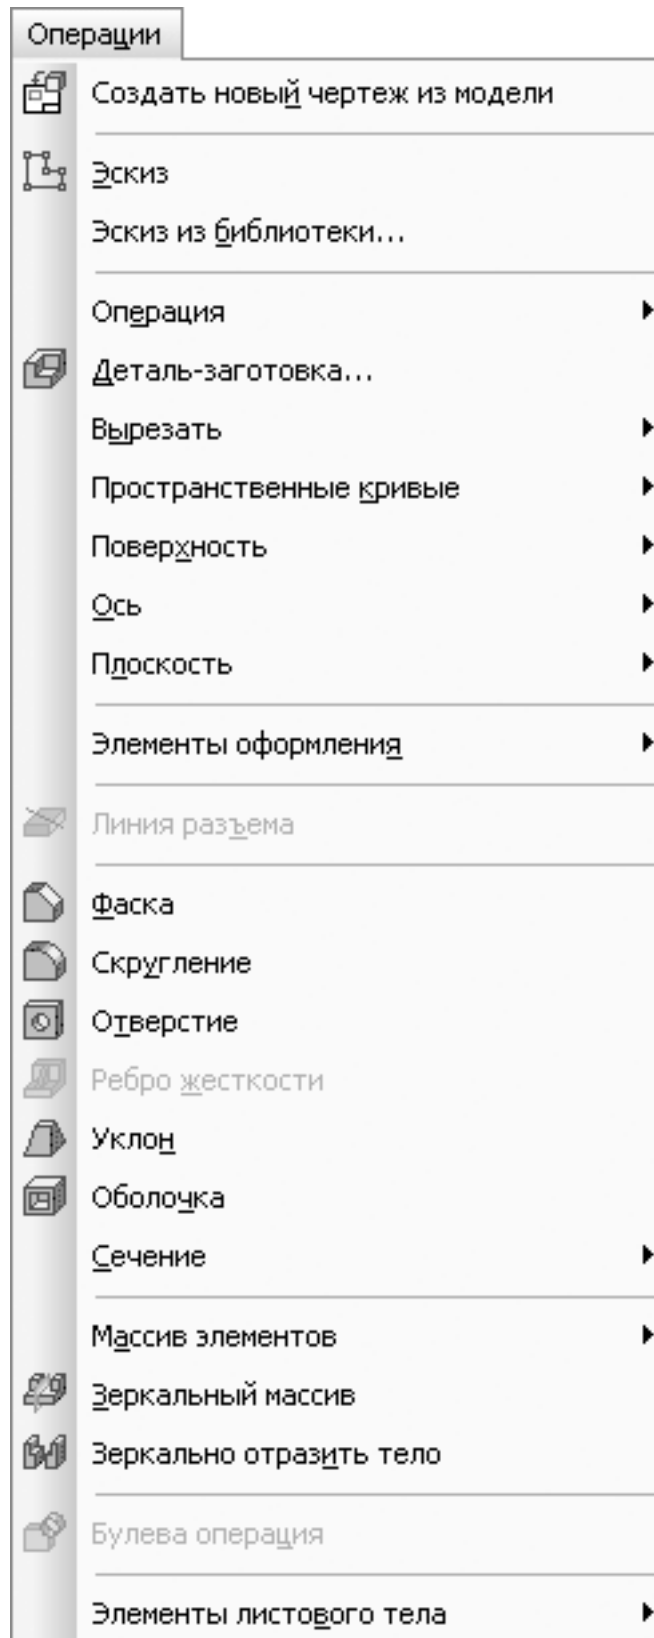 Операции
Создать новый чертеж из модели
Эскиз
Эскиз из библиотеки...
Операция
Деталь-заготовка...
Вырезать
Пространственные кривые
Поверхность
Ось
Плоскость
Элементы оформления
Линия разъема
Фаска
Скругление
Отверстие
Ребро жесткости
Уклон
Оболочка
Сечение
Массив элементов
Зеркальный массив
Зеркально отразить тело
Булева операция
Элементы листового тела